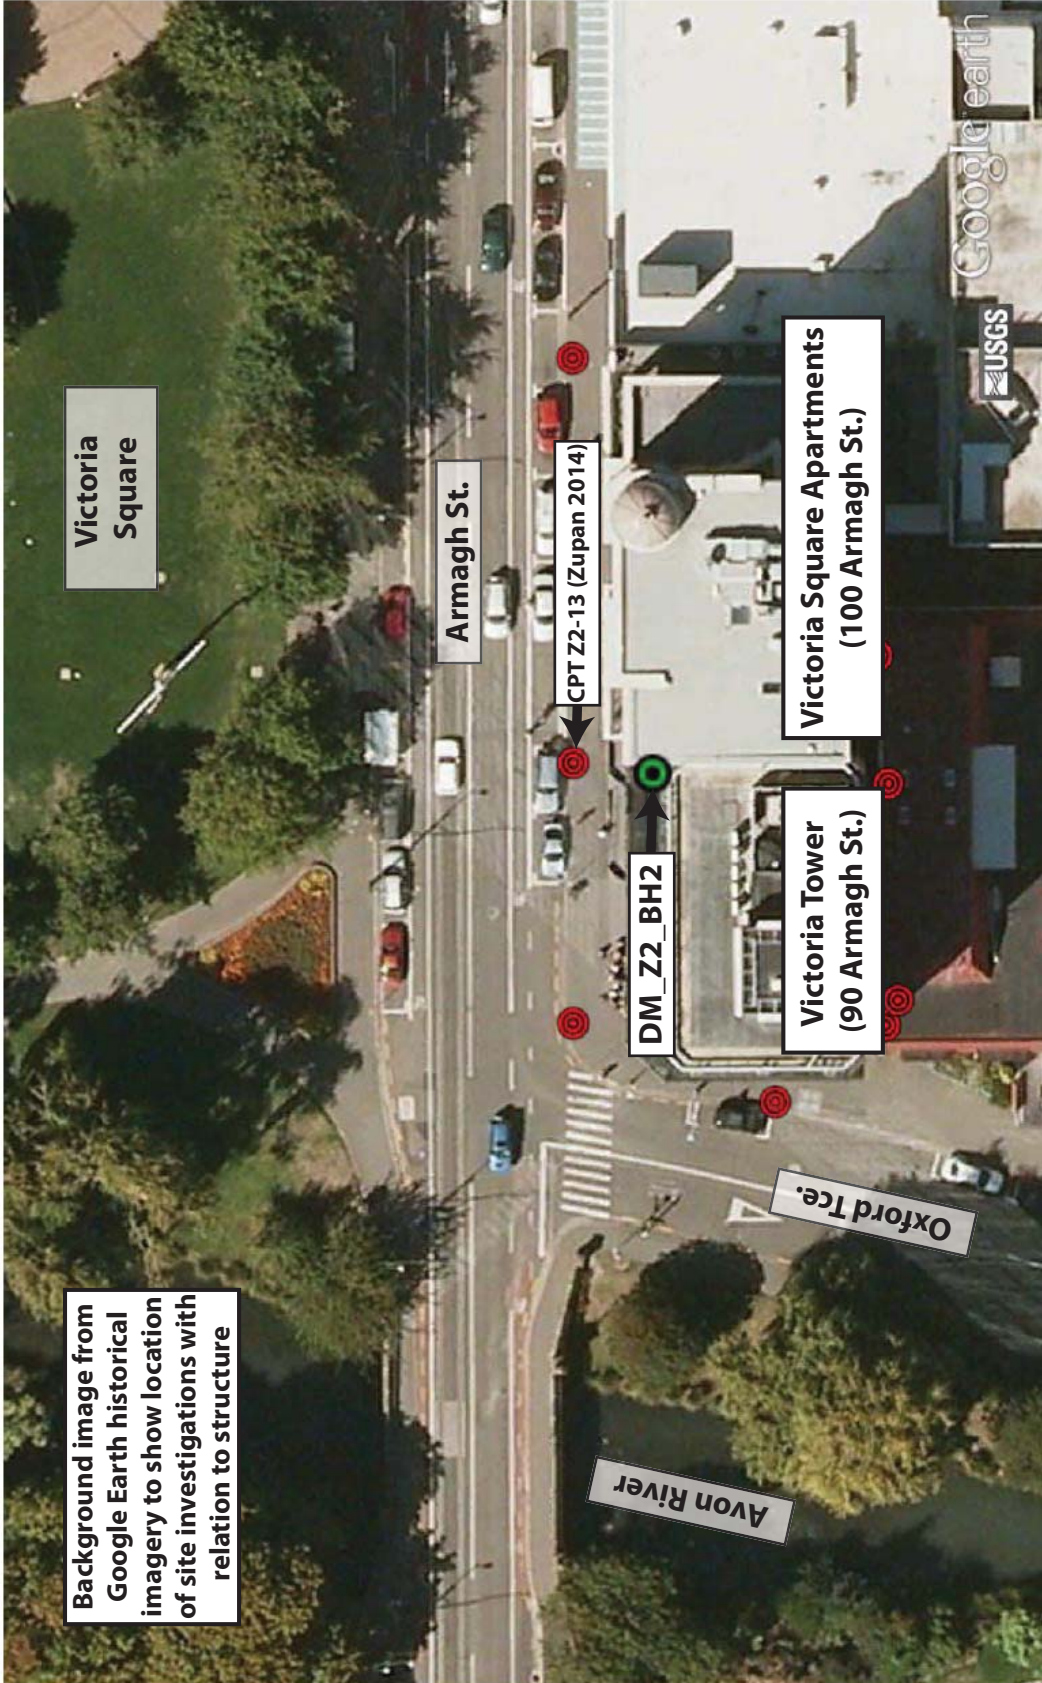 Background image from
Google Earth historical
imagery to show location
of site investigations with
relation to structure
Victoria
Square
Armagh St.
CPT Z2-13 (Zupan 2014)
DM_Z2_BH2
Victoria Tower
(90 Armagh St.)
Victoria Square Apartments
(100 Armagh St.)
Oxford Tce.
Avon River
USGS
Google earth